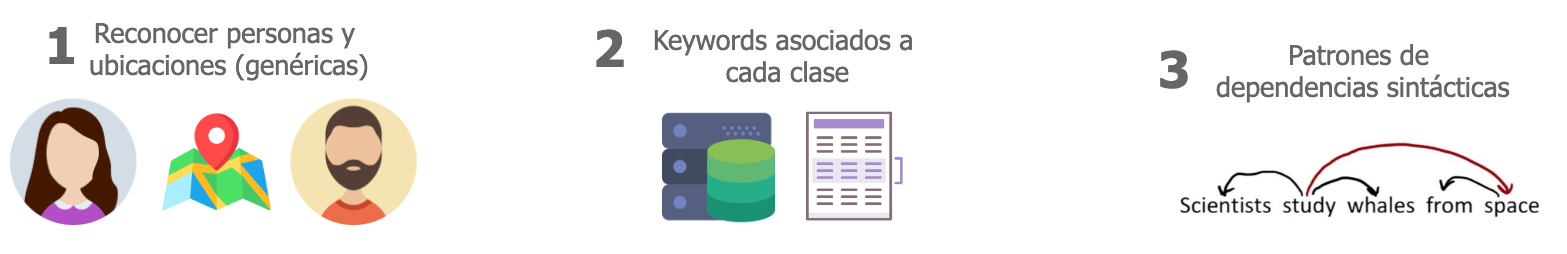 1
Reconocer personas y
ubicaciones (genéricas)
2
Keywords asociados a
cada clase
3
Patrones de
dependencias sintácticas
Scientists study whales from space